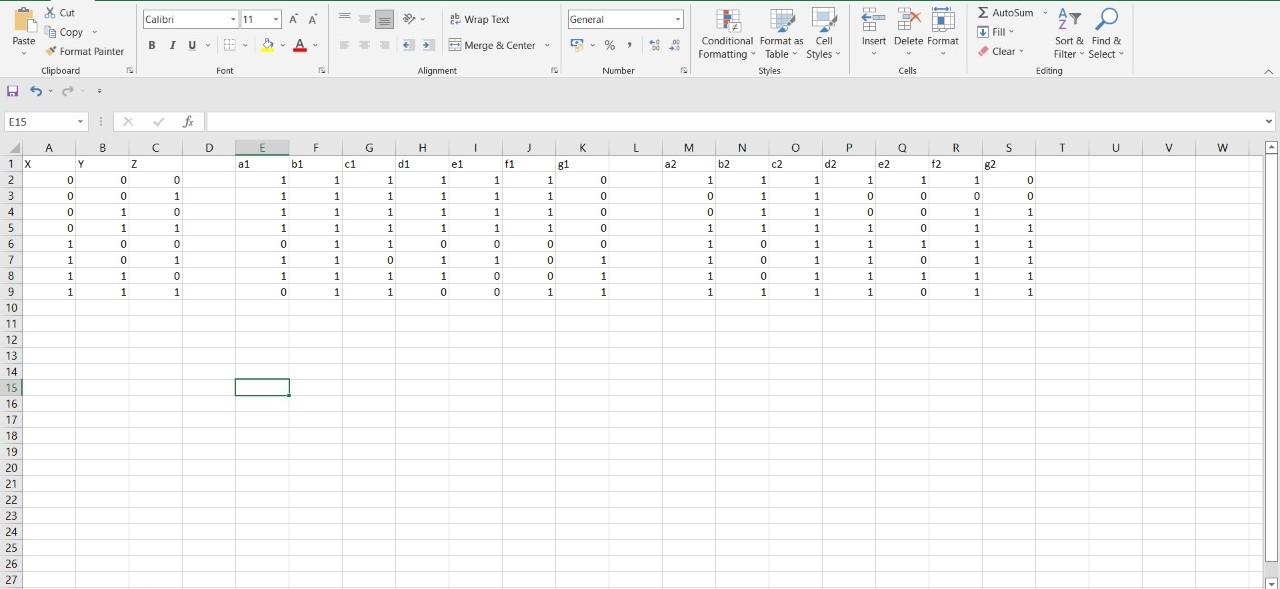 Paste Cut Copy Format Painter Clipboard
Calibri 11 A A B I U A Font
ab Wrap Text Merge & Center Alignment
General % , Number
Conditional Formatting Format as Table Cell Styles Styles
Insert Delete Format Cells
AutoSum Fill Clear Sort & Filter Find & Select Editing
E15 fx
A B C D E F G H I J K L M N O P Q R S T U V W
1 X Y Z a1 b1 c1 d1 e1 f1 g1 a2 b2 c2 d2 e2 f2 g2
2 0 0 0 1 1 1 1 1 1 0 1 1 1 1 1 1 0
3 0 0 1 1 1 1 1 1 1 0 0 1 1 0 0 0 0
4 0 1 0 1 1 1 1 1 1 0 0 1 1 0 0 1 1
5 0 1 1 1 1 1 1 1 1 0 1 1 1 1 0 1 1
6 1 0 0 0 1 1 0 0 0 0 1 0 1 1 1 1 1
7 1 0 1 1 1 0 1 1 0 1 1 0 1 1 0 1 1
8 1 1 0 1 1 1 1 0 0 1 1 0 1 1 1 1 1
9 1 1 1 0 1 1 0 0 1 1 1 1 1 1 0 1 1
10
11
12
13
14
15
16
17
18
19
20
21
22
23
24
25
26
27